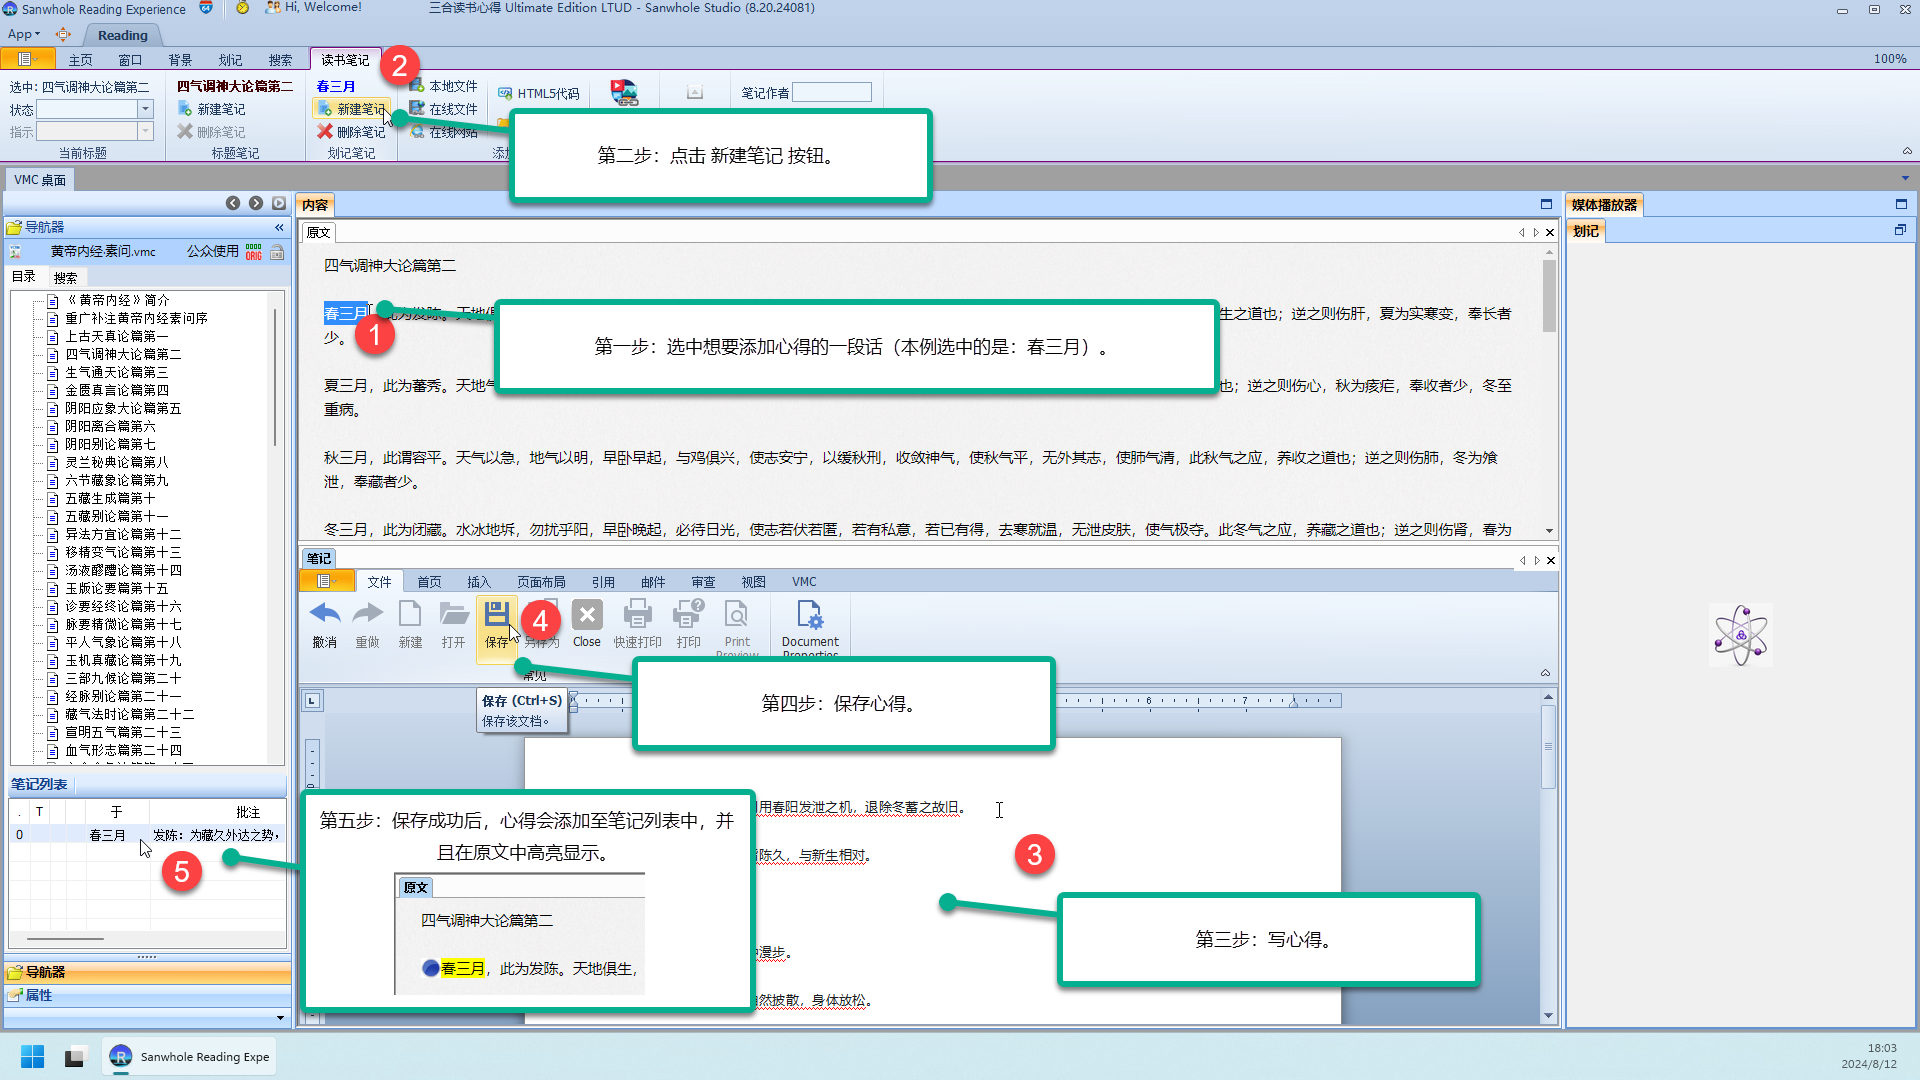 Sanwhole Reading Experience
64
Hi, Welcome!
三合读书心得 Ultimate Edition LTUD - Sanwhole Studio (8.20.24081)
App
Reading
主页
窗口
背景
划记
搜索
读书笔记
100%
选中: 四气调神大论篇第二
状态
指示
当前标题
四气调神大论篇第二
新建笔记
删除笔记
标题笔记
春三月
新建笔记
删除笔记
划记笔记
2
本地文件
在线文件
在线网站
HTML5代码
笔记作者
第二步：点击 新建笔记 按钮。
VMC 桌面
导航器
黄帝内经·素问.vmc
公众使用
ORIG
目录
搜索
《黄帝内经》简介
重广补注黄帝内经素问序
上古天真论篇第一
四气调神大论篇第二
生气通天论篇第三
金匮真言论篇第四
阴阳应象大论篇第五
阴阳离合篇第六
阴阳别论篇第七
灵兰秘典论篇第八
六节藏象论篇第九
五藏生成篇第十
五藏别论篇第十一
异法方宜论篇第十二
移精变气论篇第十三
汤液醪醴论篇第十四
玉版论要篇第十五
诊要经终论篇第十六
脉要精微论篇第十七
平人气象论篇第十八
玉机真藏论篇第十九
三部九候论篇第二十
经脉别论篇第二十一
藏气法时论篇第二十二
宣明五气篇第二十三
血气形志篇第二十四
内容
原文
四气调神大论篇第二
春三月
此为发陈。天地
生之道也；逆之则伤肝，夏为实寒变，奉长者
少。
1
第一步：选中想要添加心得的一段话（本例选中的是：春三月）。
夏三月，此为蕃秀。天地
也；逆之则伤心，秋为痎疟，奉收者少，冬至
重病。
秋三月，此谓容平。天气以急，地气以明，早卧早起，与鸡俱兴，使志安宁，以缓秋刑，收敛神气，使秋气平，无外其志，使肺气清，此秋气之应，养收之道也；逆之则伤肺，冬为飧
泄，奉藏者少。
冬三月，此为闭藏。水冰地坼，勿扰乎阳，早卧晚起，必待日光，使志若伏若匿，若有私意，若已有得，去寒就温，无泄皮肤，使气极夺。此冬气之应，养藏之道也；逆之则伤肾，春为
笔记
文件
首页
插入
页面布局
引用
邮件
审查
视图
VMC
撤消
重做
新建
打开
保存
另存为
Close
快速打印
打印
Print
Preview
Document
Properties
常见
4
保存 (Ctrl+S)
保存该文档。
第四步：保存心得。
6
7
用春阳发泄之机，退除冬蓄之故旧。
陈久，与新生相对。
漫步。
然披散，身体放松。
3
第三步：写心得。
笔记列表
.
T
于
批注
0
春三月
发陈：为藏久外达之势，
5
第五步：保存成功后，心得会添加至笔记列表中，并
且在原文中高亮显示。
原文
四气调神大论篇第二
春三月，此为发陈。天地俱生，
导航器
属性
媒体播放器
划记
Sanwhole Reading Expe
18:03
2024/8/12